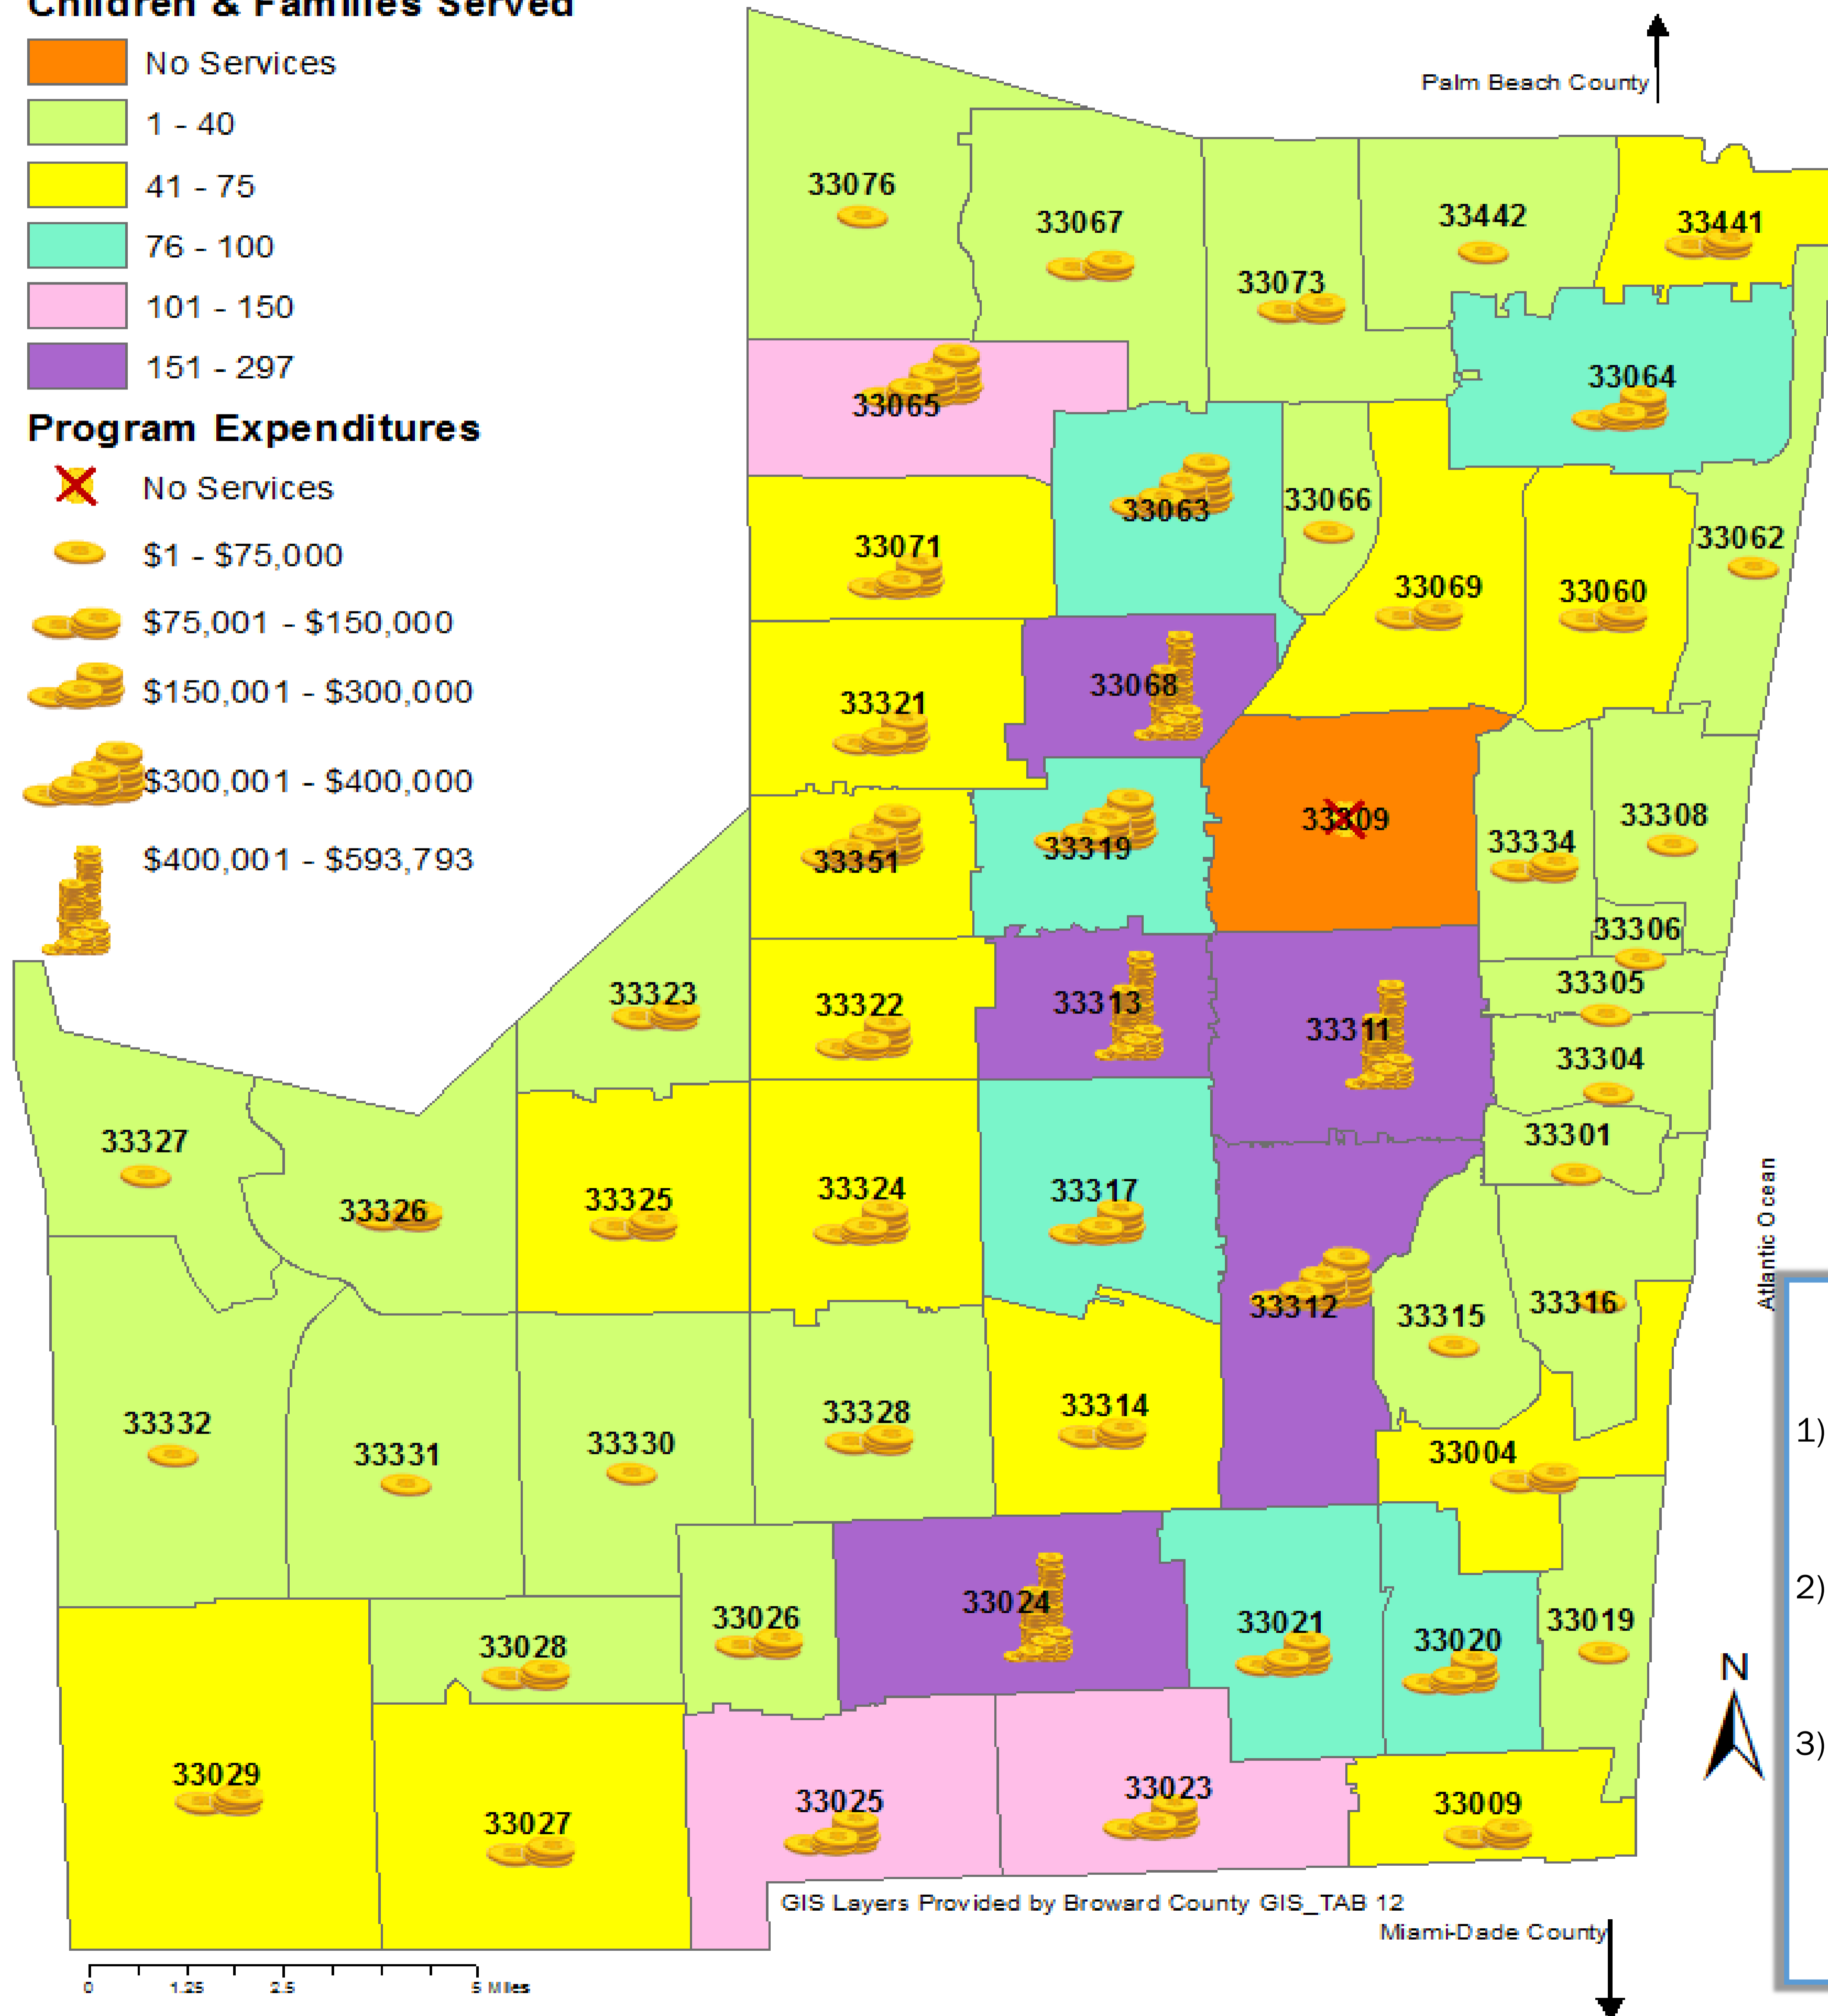 Children & Families Served
No Services
1 - 40
41 - 75
76 - 100
101 - 150
151 - 297
Program Expenditures
No Services
$1 - $75,000
$75,001 - $150,000
$150,001 - $300,000
$300,001 - $400,000
$400,001 - $593,793
Palm Beach County
33076
33067
33442
33441
33073
33064
33065
33063
33066
33062
33071
33069
33060
33068
33321
33309
33308
33334
33319
33351
33306
33305
33323
33322
33313
33311
33304
33301
33327
33326
33325
33324
33317
Atlantic Ocean
33312
33315
33316
33332
33331
33330
33328
33314
33004
1)
2)
3)
33028
33026
33024
33021
33020
33019
N
33029
33027
33025
33023
33009
GIS Layers Provided by Broward County GIS_TAB 12
Miami-Dade County
0 1.25 2.5 5 Miles